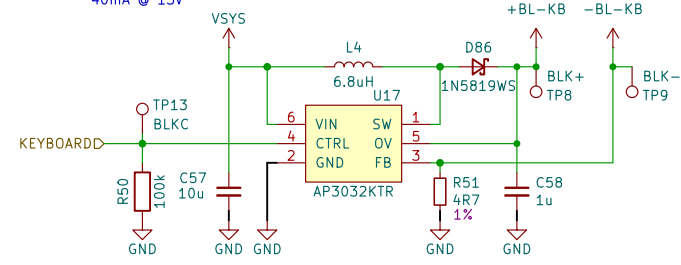 40mA @ 15V
VSYS
+BL-KB
-BL-KB
L4
6.8uH
D86
1N5819WS
BLK+
TP8
BLK-
TP9
U17
TP13
BLKC
6
VIN
SW
1
KEYBOARD
4
CTRL
OV
5
2
GND
FB
3
AP3032KTR
R50
100k
C57
10u
R51
4R7
1%
C58
1u
GND
GND
GND
GND
GND